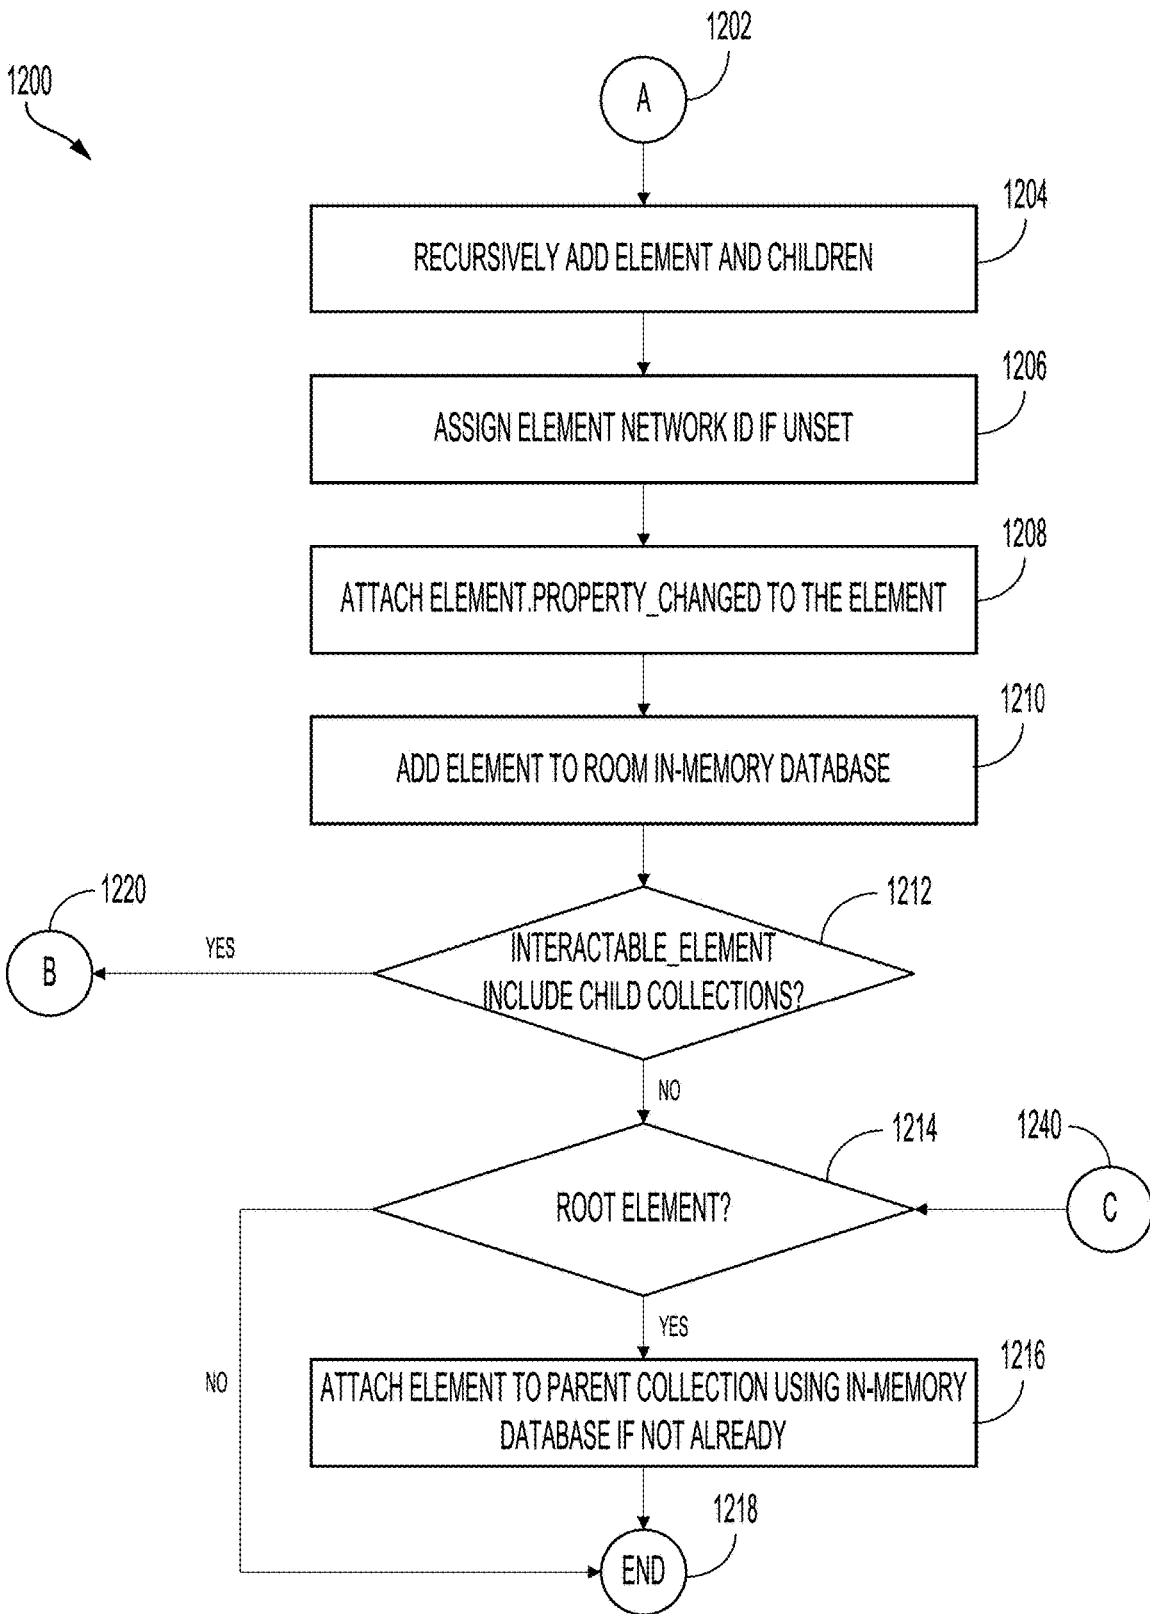 1202
1200
A
1204
RECURSIVELY ADD ELEMENT AND CHILDREN
1206
ASSIGN ELEMENT NETWORK ID IF UNSET
1208
ATTACH ELEMENT.PROPERTY_CHANGED TO THE ELEMENT
1210
ADD ELEMENT TO ROOM IN-MEMORY DATABASE
1220
1212
B
YES
INTERACTABLE_ELEMENT
INCLUDE CHILD COLLECTIONS?
NO
1214
1240
ROOT ELEMENT?
C
YES
NO
1216
ATTACH ELEMENT TO PARENT COLLECTION USING IN-MEMORY
DATABASE IF NOT ALREADY
1218
END